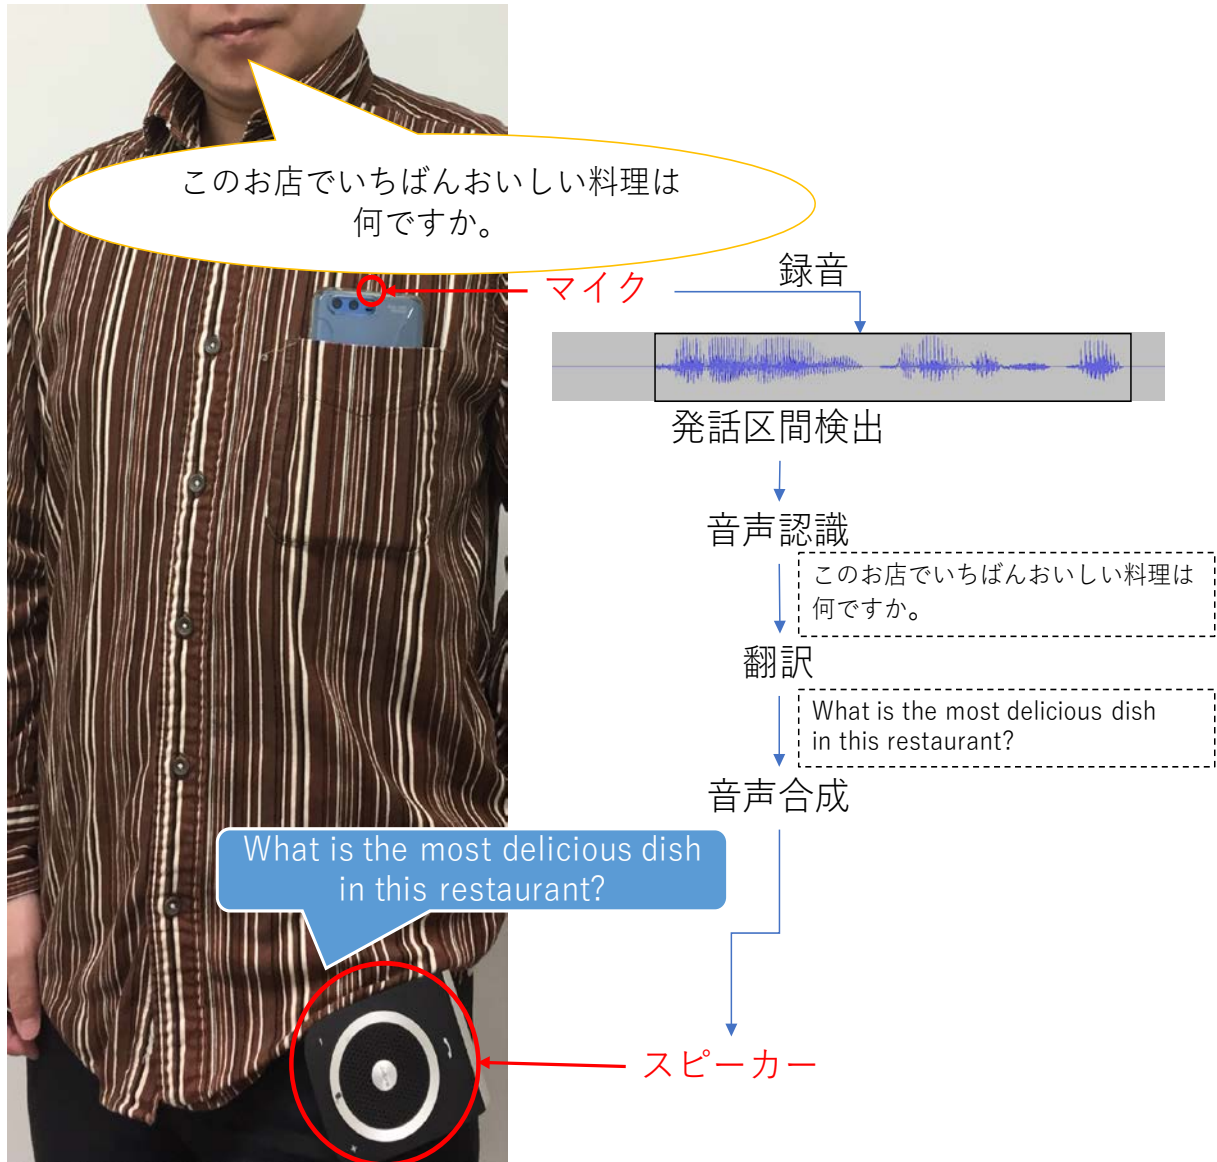 このお店でいちばんおいしい料理は
何ですか。
マイク
録音
発話区間検出
音声認識
このお店でいちばんおいしい料理は
何ですか。
翻訳
What is the most delicious dish
in this restaurant?
音声合成
What is the most delicious dish
in this restaurant?
スピーカー